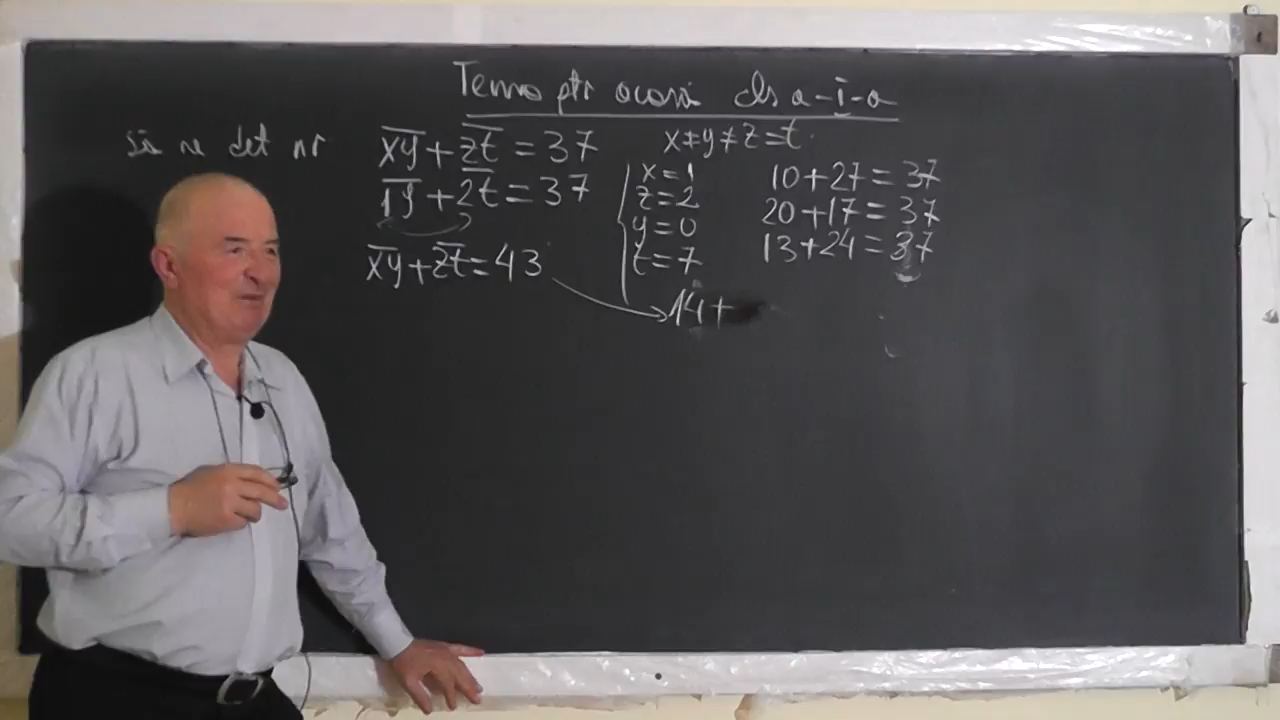 Tema ptr acasă cls a-I-a
să se det nr xy+zt=37 x≠y≠z=t.
1y+2t=37 x=1 10+27=37
z=2 20+17=37
y=0 13+24=37
xy+zt=43 t=7
14+